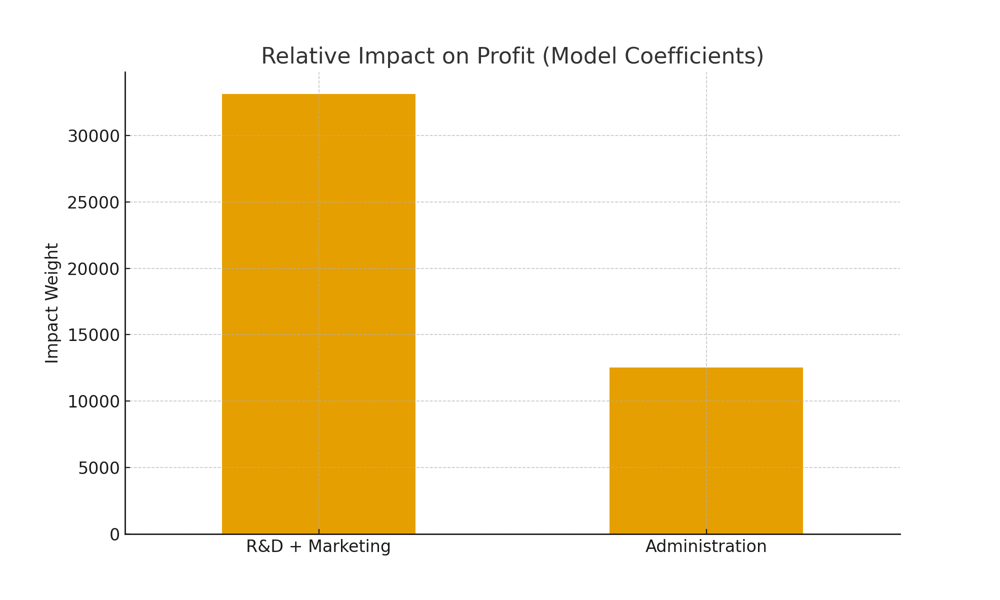 Relative Impact on Profit (Model Coefficients)
Impact Weight
30000
25000
20000
15000
10000
5000
0
R&D + Marketing
Administration